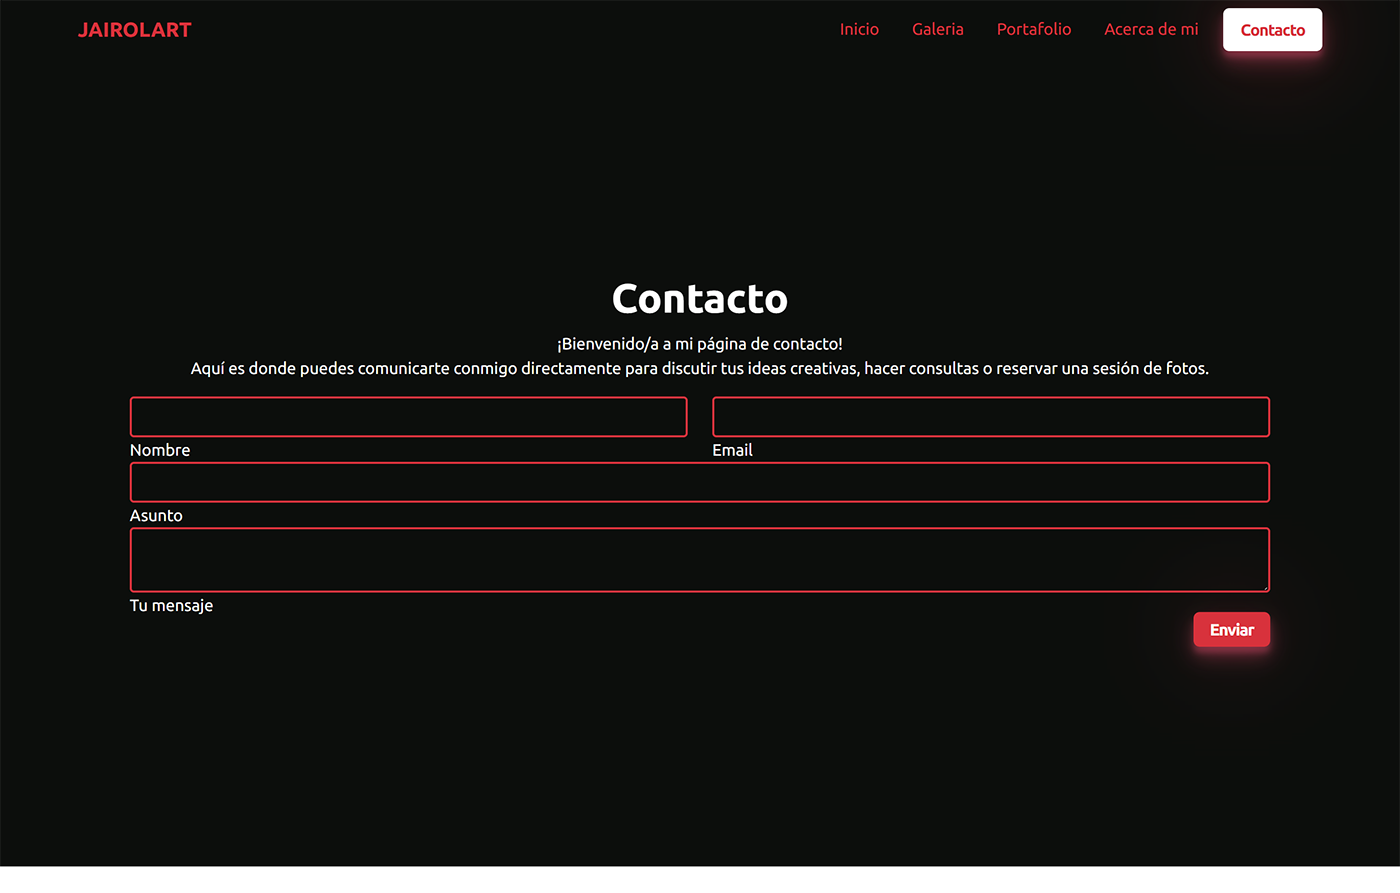 JAIROLART
Inicio Galeria Portafolio Acerca de mi Contacto
Contacto
¡Bienvenido/a a mi página de contacto!
Aquí es donde puedes comunicarte conmigo directamente para discutir tus ideas creativas, hacer consultas o reservar una sesión de fotos.
Nombre Email
Asunto
Tu mensaje
Enviar